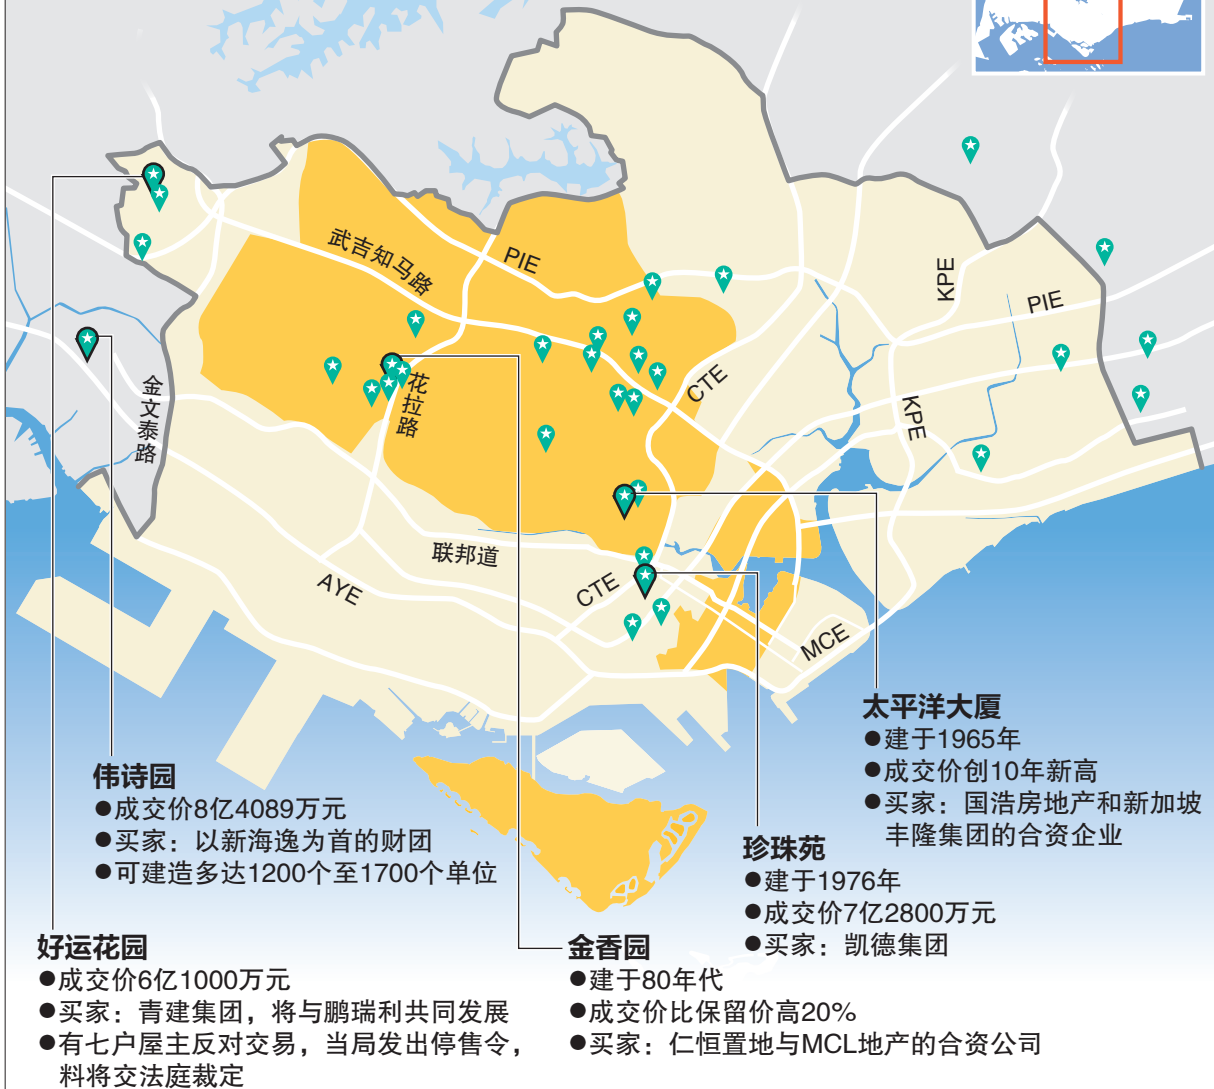 武吉知马路
PIE
KPE
PIE
CTE
KPE
金文泰路
花拉路
联邦道
AYE
CTE
MCE
太平洋大厦
●建于1965年
●成交价创10年新高
●买家：国浩房地产和新加坡
丰隆集团的合资企业
伟诗园
●成交价8亿4089万元
●买家：以新海逸为首的财团
●可建造多达1200个至1700个单位
珍珠苑
●建于1976年
●成交价7亿2800万元
●买家：凯德集团
好运花园
●成交价6亿1000万元
●买家：青建集团，将与鹏瑞利共同发展
●有七户屋主反对交易，当局发出停售令，
料将交法庭裁定
金香园
●建于80年代
●成交价比保留价高20%
●买家：仁恒置地与MCL地产的合资公司